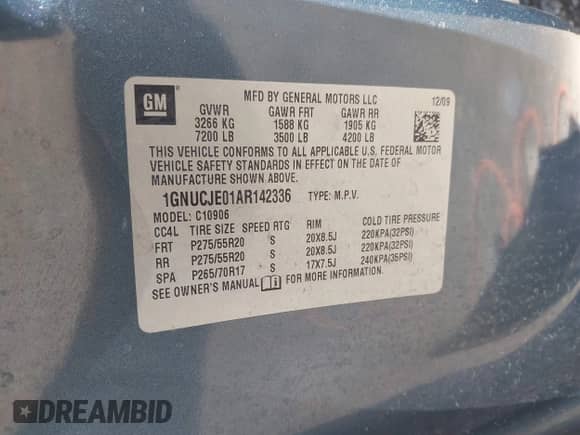 GM
MFD BY GENERAL MOTORS LLC 12/09
GVWR GAWR FRT GAWR RR
3266 KG 1588 KG 1905 KG
7200 LB 3500 LB 4200 LB
THIS VEHICLE CONFORMS TO ALL APPLICABLE U.S. FEDERAL MOTOR
VEHICLE SAFETY STANDARDS IN EFFECT ON THE DATE OF
MANUFACTURE SHOWN ABOVE.
1GNUCJE01AR142336 TYPE: M.P.V.
MODEL: C10906
CC4L TIRE SIZE SPEED RTG RIM COLD TIRE PRESSURE
FRT P275/55R20 S 20X8.5J 220KPA(32PSI)
RR P275/55R20 S 20X8.5J 220KPA(32PSI)
SPA P265/70R17 S 17X7.5J 240KPA(35PSI)
SEE OWNER'S MANUAL FOR MORE INFORMATION.
DREAMBID